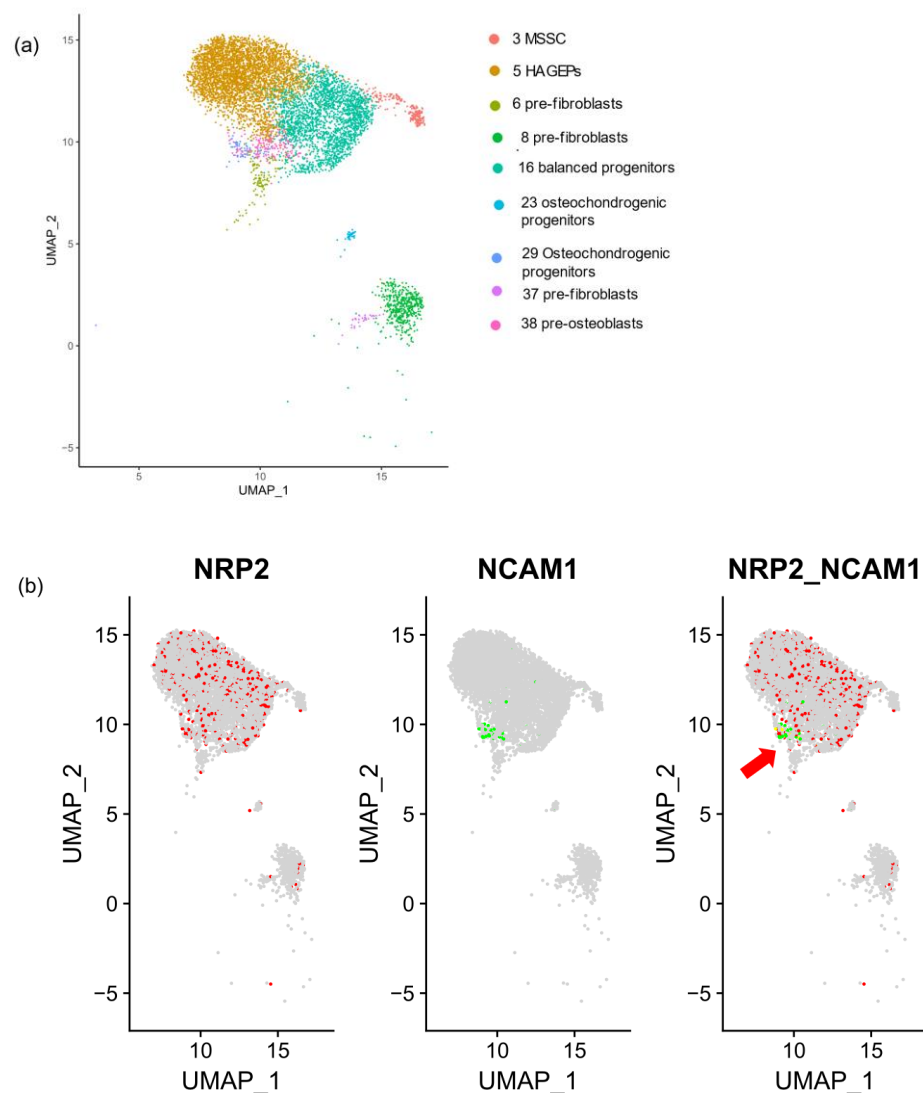 (a)
3 MSSC
5 HAGEPs
6 pre-fibroblasts
8 pre-fibroblasts
16 balanced progenitors
23 osteochondrogenic
progenitors
29 Osteochondrogenic
progenitors
37 pre-fibroblasts
38 pre-osteoblasts
15
10
5
0
−5
UMAP_2
5
10
15
UMAP_1
(b)
NRP2
NCAM1
NRP2_NCAM1
15
10
5
0
−5
UMAP_2
10
15
UMAP_1
15
10
5
0
−5
UMAP_2
10
15
UMAP_1
15
10
5
0
−5
UMAP_2
10
15
UMAP_1